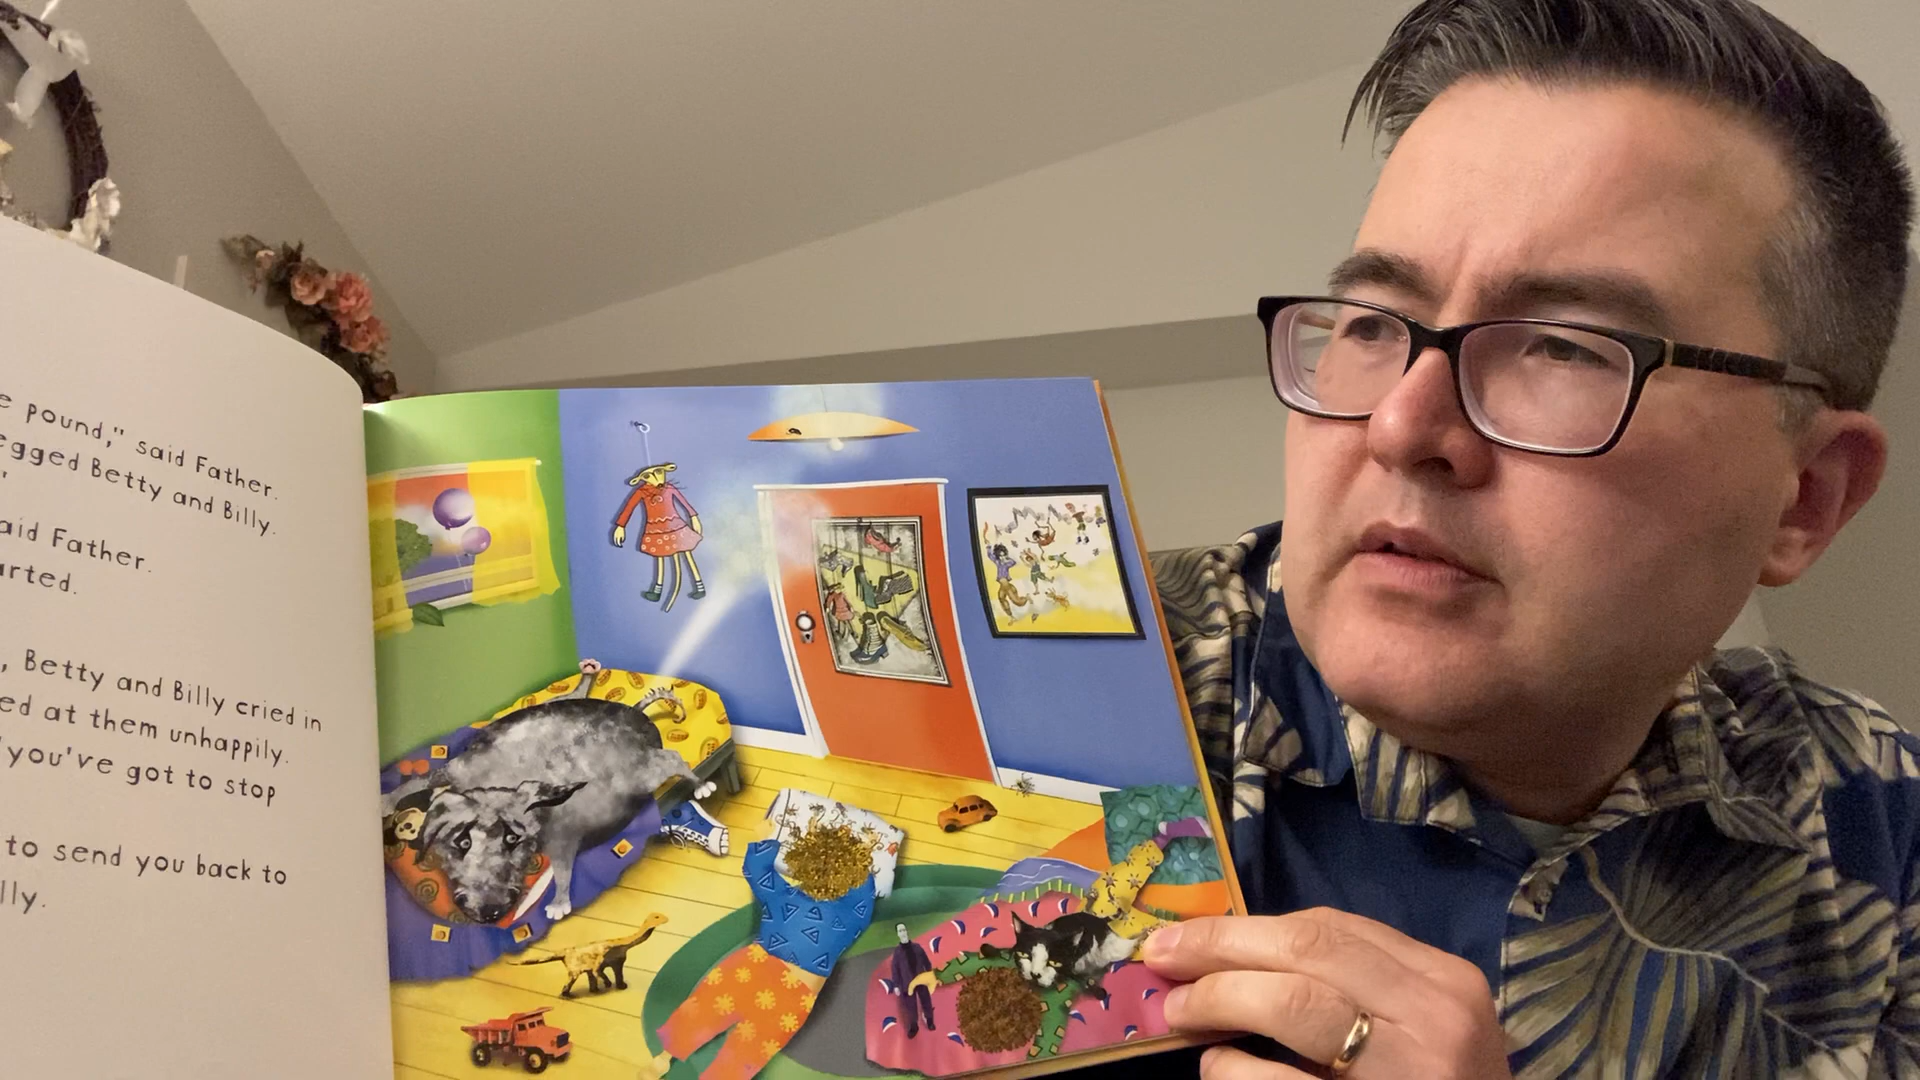 e pound," said Father.
egged Betty and Billy.
"
aid Father.
arted.
, Betty and Billy cried in
ed at them unhappily.
"you've got to stop
to send you back to
lly.